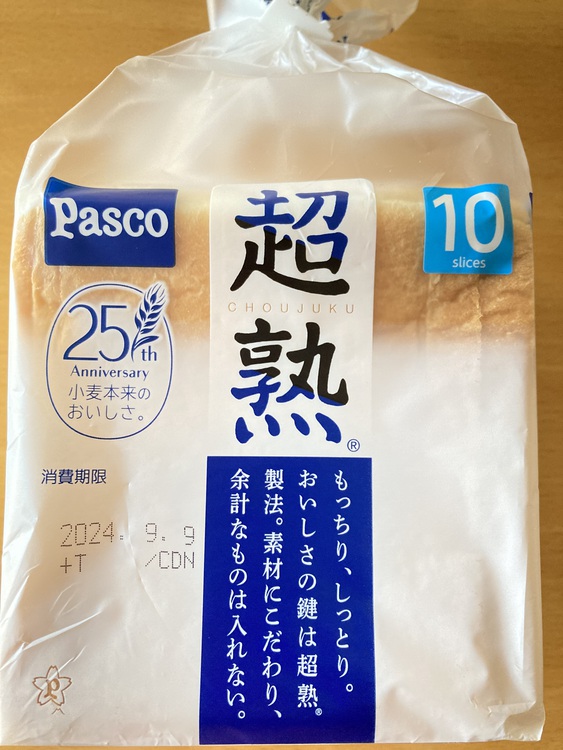 Pasco
超熟
CHOUJUKU
®
10
slices
25th
Anniversary
小麦本来の
おいしさ。
消費期限
2024. 9. 9
+T /CDN
もっちり、しっとり。
おいしさの鍵は超熟®
製法。素材にこだわり、
余計なものは入れない。